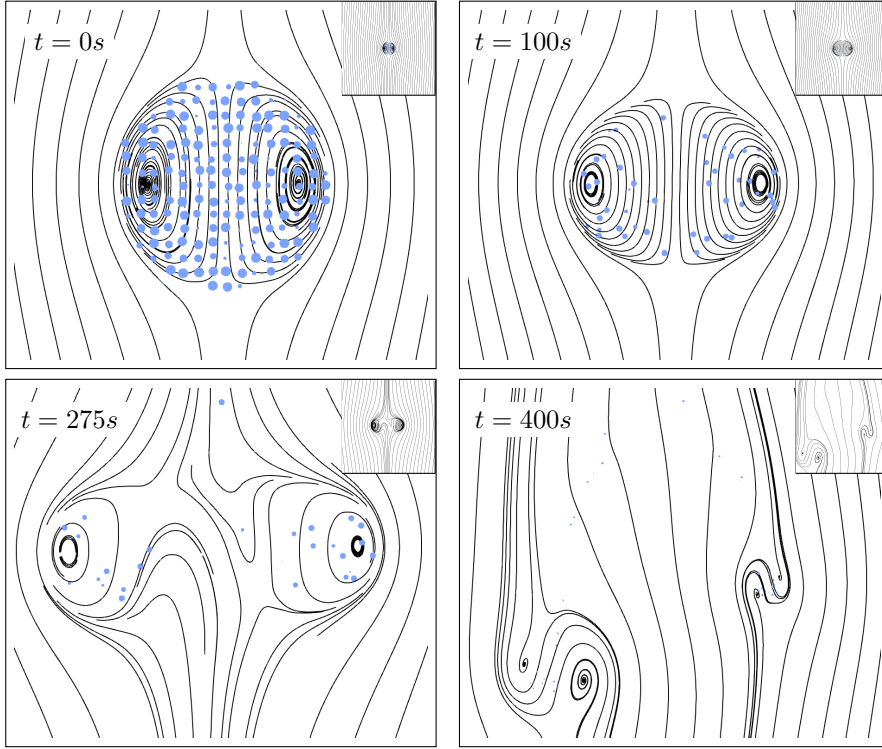 t = 0s
t = 100s
t = 275s
t = 400s